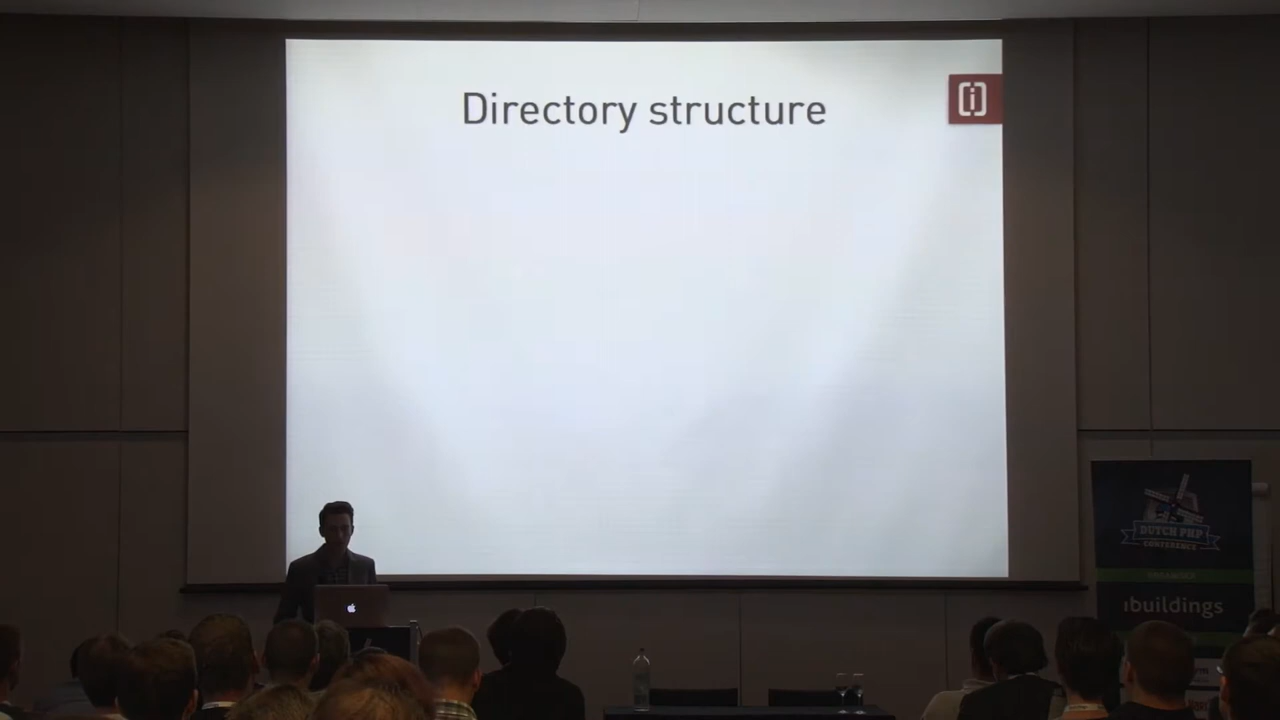 Directory structure
[i]
DUTCH PHP
CONFERENCE
ibuildings